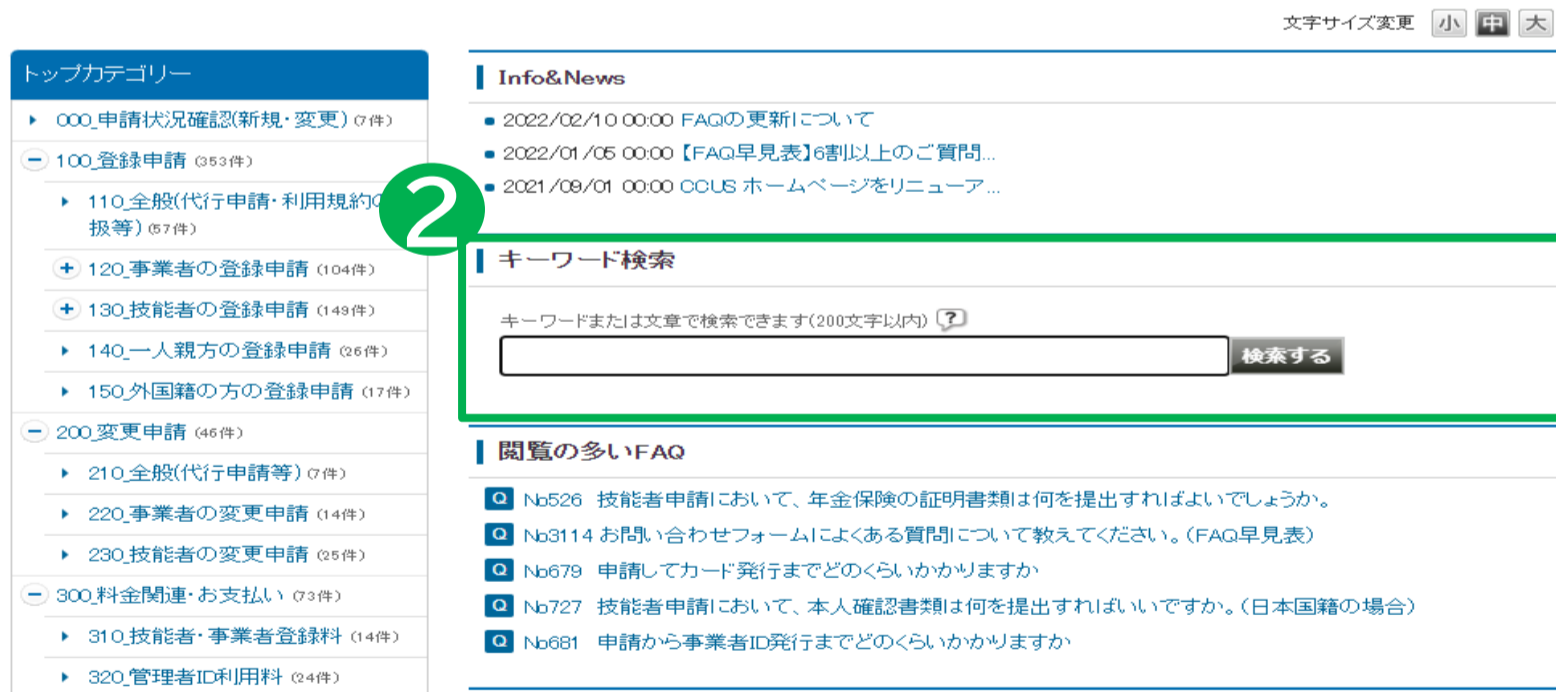 文字サイズ変更 小 中 大
トップカテゴリー
000_申請状況確認(新規・変更) (7件)
100_登録申請 (353件)
110_全般(代行申請・利用規約の
扱等) (57件)
120_事業者の登録申請 (104件)
130_技能者の登録申請 (149件)
140_一人親方の登録申請 (26件)
150_外国籍の方の登録申請 (17件)
200_変更申請 (46件)
210_全般(代行申請等) (7件)
220_事業者の変更申請 (14件)
230_技能者の変更申請 (25件)
300_料金関連・お支払い (73件)
310_技能者・事業者登録料 (14件)
320_管理者ID利用料 (24件)
Info&News
2022/02/10 00:00 FAQの更新について
2022/01/05 00:00 【FAQ早見表】6割以上のご質問...
2021/09/01 00:00 CCUS ホームページをリニューア...
2
キーワード検索
キーワードまたは文章で検索できます(200文字以内) ?
検索する
閲覧の多いFAQ
Q No526 技能者申請において、年金保険の証明書類は何を提出すればよいでしょうか。
Q No3114 お問い合わせフォームによくある質問について教えてください。(FAQ早見表)
Q No679 申請してカード発行までどのくらいかかりますか
Q No727 技能者申請において、本人確認書類は何を提出すればいいですか。(日本国籍の場合)
Q No681 申請から事業者ID発行までどのくらいかかりますか